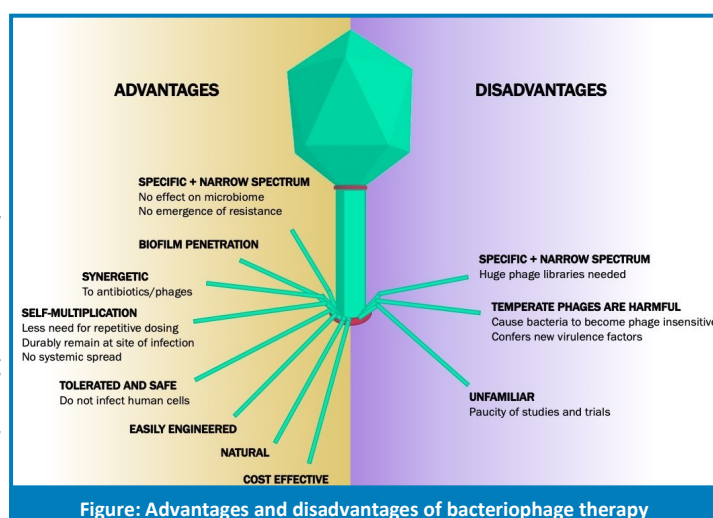 ADVANTAGES
DISADVANTAGES
SPECIFIC + NARROW SPECTRUM
No effect on microbiome
No emergence of resistance
BIOFILM PENETRATION
SYNERGETIC
To antibiotics/phages
SELF-MULTIPLICATION
Less need for repetitive dosing
Durably remain at site of infection
No systemic spread
TOLERATED AND SAFE
Do not infect human cells
EASILY ENGINEERED
NATURAL
COST EFFECTIVE
SPECIFIC + NARROW SPECTRUM
Huge phage libraries needed
TEMPERATE PHAGES ARE HARMFUL
Cause bacteria to become phage insensitive
Confers new virulence factors
UNFAMILIAR
Paucity of studies and trials
Figure: Advantages and disadvantages of bacteriophage therapy